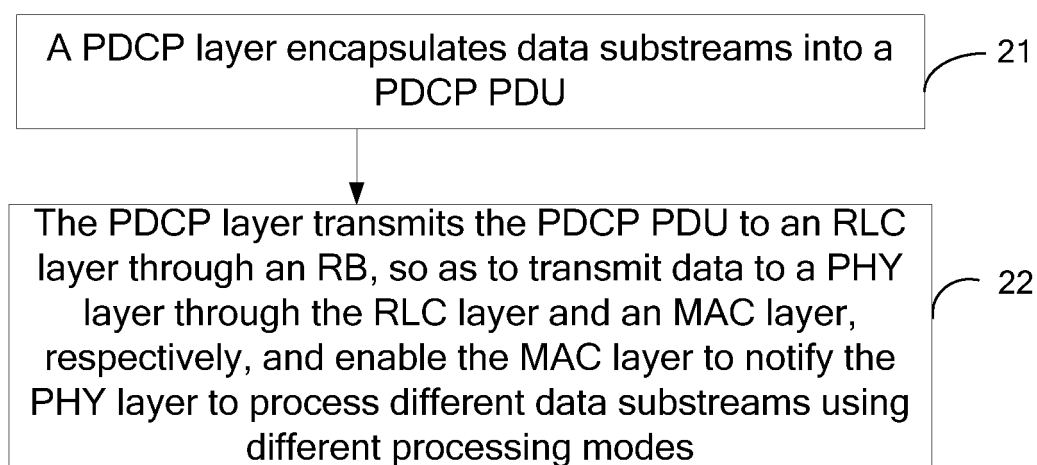 A PDCP layer encapsulates data substreams into a
PDCP PDU
21
The PDCP layer transmits the PDCP PDU to an RLC
layer through an RB, so as to transmit data to a PHY
layer through the RLC layer and an MAC layer,
respectively, and enable the MAC layer to notify the
PHY layer to process different data substreams using
different processing modes
22